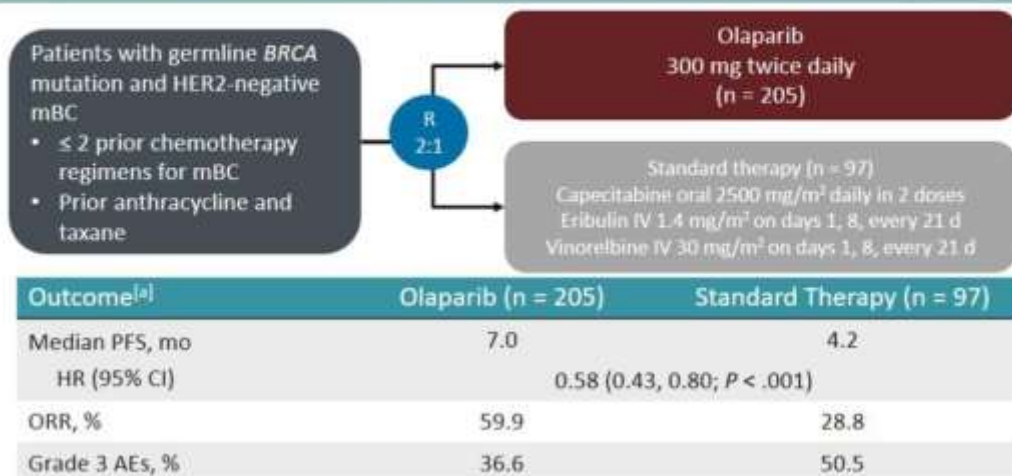 Patients with germline BRCA
mutation and HER2-negative
mBC
• ≤ 2 prior chemotherapy
regimens for mBC
• Prior anthracycline and
taxane
R
2:1
Olaparib
300 mg twice daily
(n = 205)
Standard therapy (n = 97)
Capecitabine oral 2500 mg/m² daily in 2 doses
Eribulin IV 1.4 mg/m² on days 1, 8, every 21 d
Vinorelbine IV 30 mg/m² on days 1, 8, every 21 d
Outcome[a] Olaparib (n = 205) Standard Therapy (n = 97)
Median PFS, mo 7.0 4.2
HR (95% CI) 0.58 (0.43, 0.80; P < .001)
ORR, % 59.9 28.8
Grade 3 AEs, % 36.6 50.5